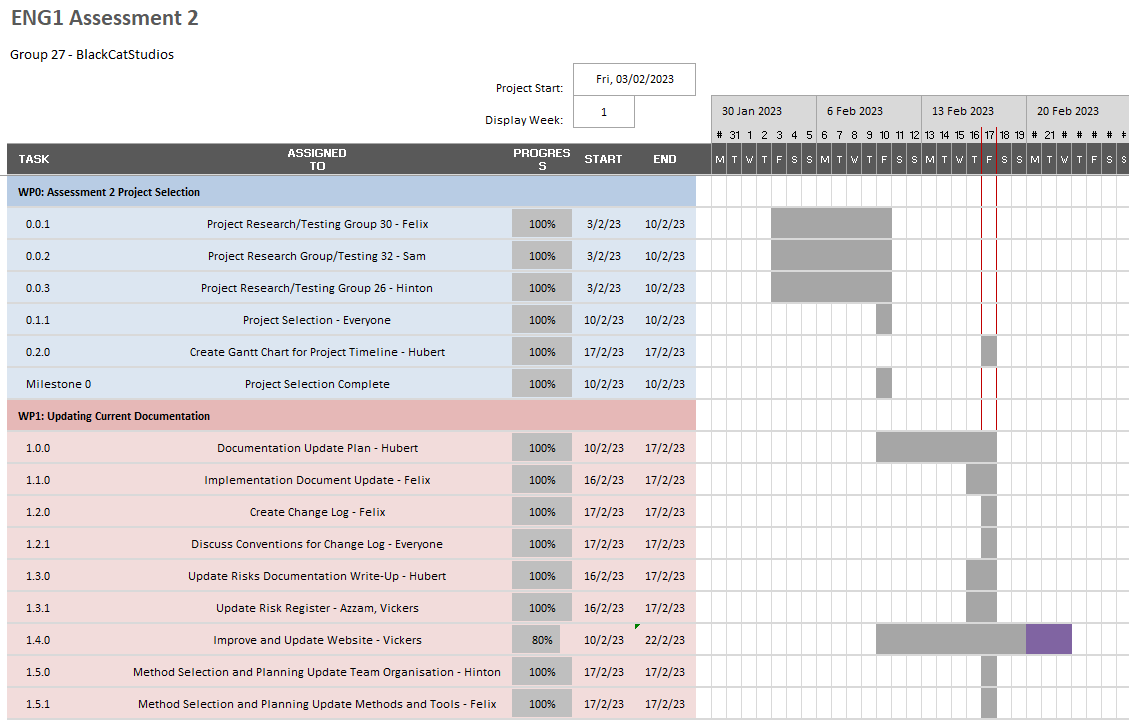 ENG1 Assessment 2
Group 27 - BlackCatStudios
Project Start: Fri, 03/02/2023
Display Week: 1
30 Jan 2023 6 Feb 2023 13 Feb 2023 20 Feb 2023
# 31 1 2 3 4 5 6 7 8 9 10 11 12 13 14 15 16 17 18 19 # 21 # # # # #
TASK ASSIGNED TO PROGRESS START END M T W T F S S M T W T F S S M T W T F S S M T W T F S S
WP0: Assessment 2 Project Selection
0.0.1 Project Research/Testing Group 30 - Felix 100% 3/2/23 10/2/23
0.0.2 Project Research Group/Testing 32 - Sam 100% 3/2/23 10/2/23
0.0.3 Project Research/Testing Group 26 - Hinton 100% 3/2/23 10/2/23
0.1.1 Project Selection - Everyone 100% 10/2/23 10/2/23
0.2.0 Create Gantt Chart for Project Timeline - Hubert 100% 17/2/23 17/2/23
Milestone 0 Project Selection Complete 100% 10/2/23 10/2/23
WP1: Updating Current Documentation
1.0.0 Documentation Update Plan - Hubert 100% 10/2/23 17/2/23
1.1.0 Implementation Document Update - Felix 100% 16/2/23 17/2/23
1.2.0 Create Change Log - Felix 100% 17/2/23 17/2/23
1.2.1 Discuss Conventions for Change Log - Everyone 100% 17/2/23 17/2/23
1.3.0 Update Risks Documentation Write-Up - Hubert 100% 16/2/23 17/2/23
1.3.1 Update Risk Register - Azzam, Vickers 100% 16/2/23 17/2/23
1.4.0 Improve and Update Website - Vickers 80% 10/2/23 22/2/23
1.5.0 Method Selection and Planning Update Team Organisation - Hinton 100% 17/2/23 17/2/23
1.5.1 Method Selection and Planning Update Methods and Tools - Felix 100% 17/2/23 17/2/23